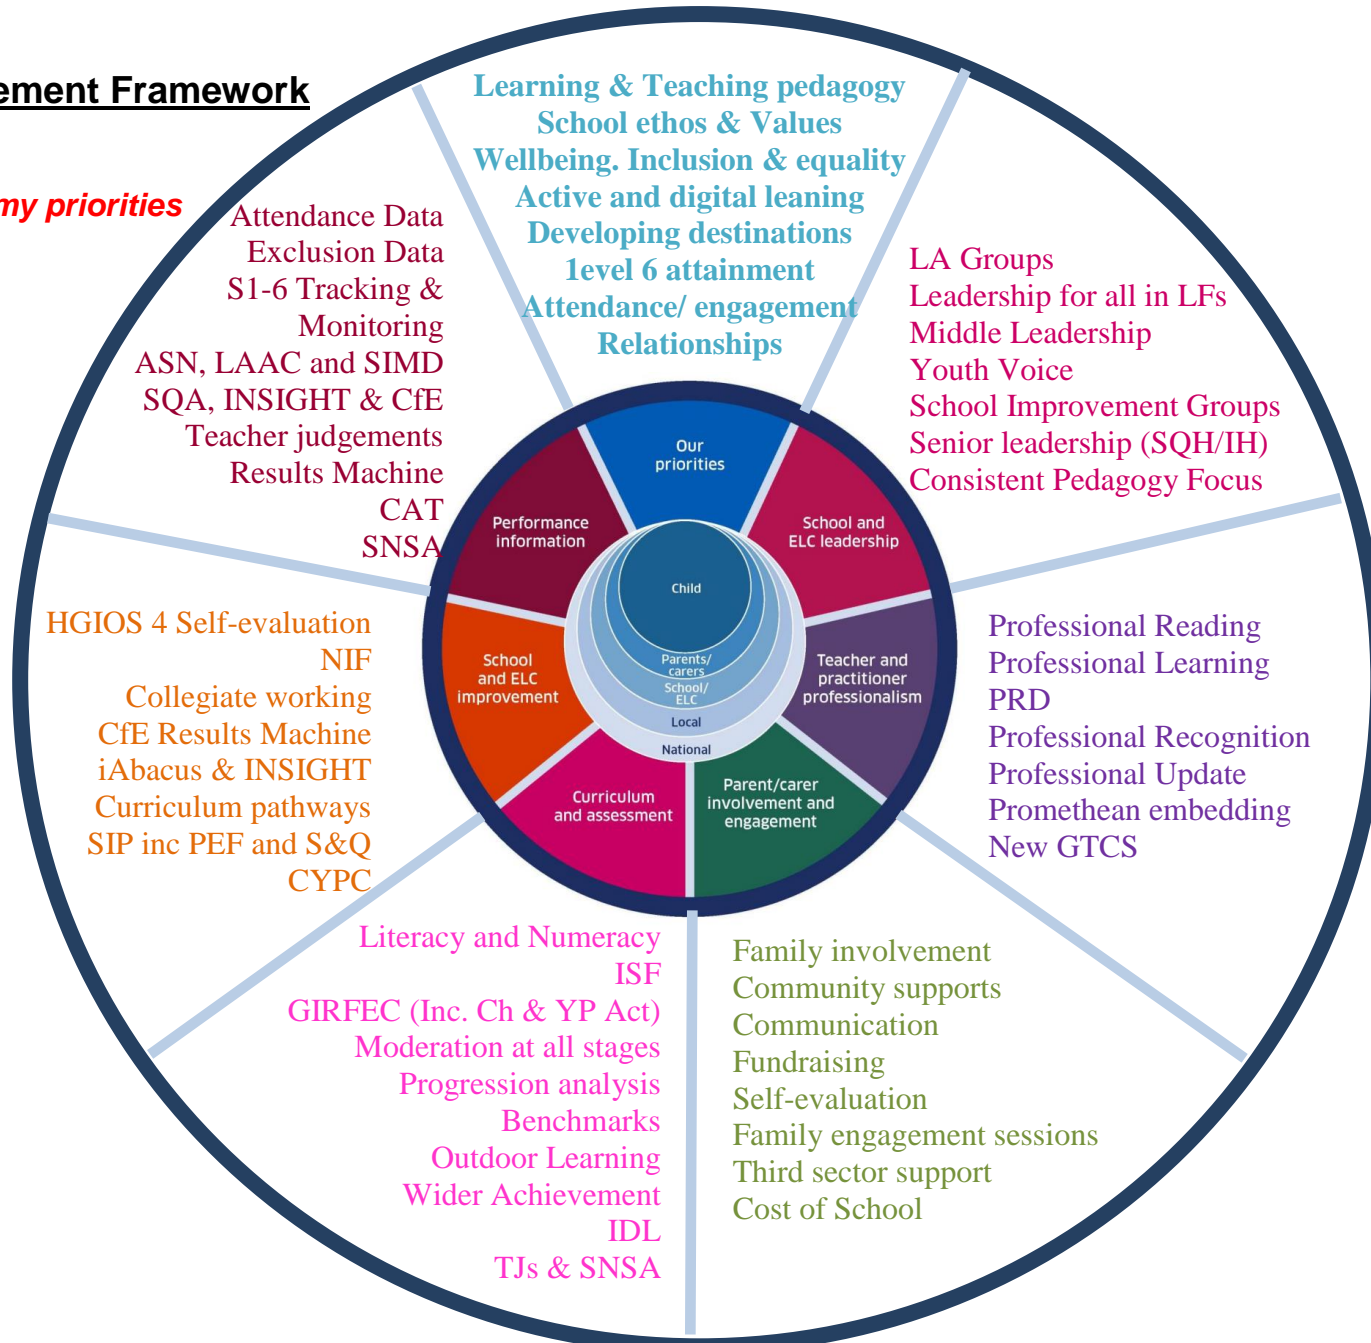 ement Framework
my priorities
Learning & Teaching pedagogy
School ethos & Values
Wellbeing. Inclusion & equality
Active and digital leaning
Developing destinations
1evel 6 attainment
Attendance/ engagement
Relationships
LA Groups
Leadership for all in LFs
Middle Leadership
Youth Voice
School Improvement Groups
Senior leadership (SQH/IH)
Consistent Pedagogy Focus
Professional Reading
Professional Learning
PRD
Professional Recognition
Professional Update
Promethean embedding
New GTCS
Family involvement
Community supports
Communication
Fundraising
Self-evaluation
Family engagement sessions
Third sector support
Cost of School
Literacy and Numeracy
ISF
GIRFEC (Inc. Ch & YP Act)
Moderation at all stages
Progression analysis
Benchmarks
Outdoor Learning
Wider Achievement
IDL
TJs & SNSA
HGIOS 4 Self-evaluation
NIF
Collegiate working
CfE Results Machine
iAbacus & INSIGHT
Curriculum pathways
SIP inc PEF and S&Q
CYPC
Attendance Data
Exclusion Data
S1-6 Tracking &
Monitoring
ASN, LAAC and SIMD
SQA, INSIGHT & CfE
Teacher judgements
Results Machine
CAT
SNSA
Our
priorities
School and
ELC leadership
Teacher and
practitioner
professionalism
Parent/carer
involvement and
engagement
Curriculum
and assessment
School
and ELC
improvement
Performance
information
Child
Parents/
carers
School/
ELC
Local
National